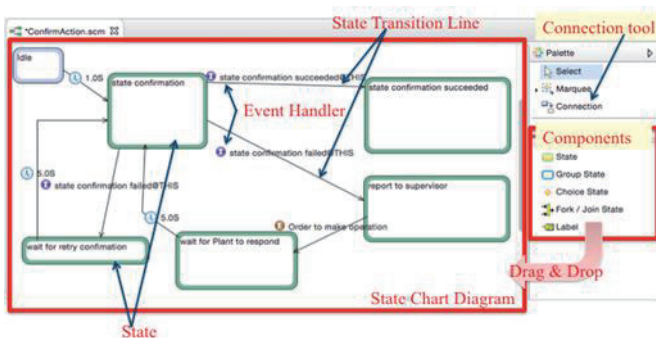 *ConfirmAction.scm
State Transition Line
Connection tool
Idle
1.0S
state confirmation
state confirmation succeeded@THIS
state confirmation succeeded
Event Handler
Palette
Select
Marquee
Connection
Components
State
Group State
Choice State
Fork / Join State
Label
5.0S
state confirmation failed@THIS
state confirmation failed@THIS
report to supervisor
5.0S
Order to make operation
wait for retry confirmation
wait for Plant to respond
Drag & Drop
State Chart Diagram
State